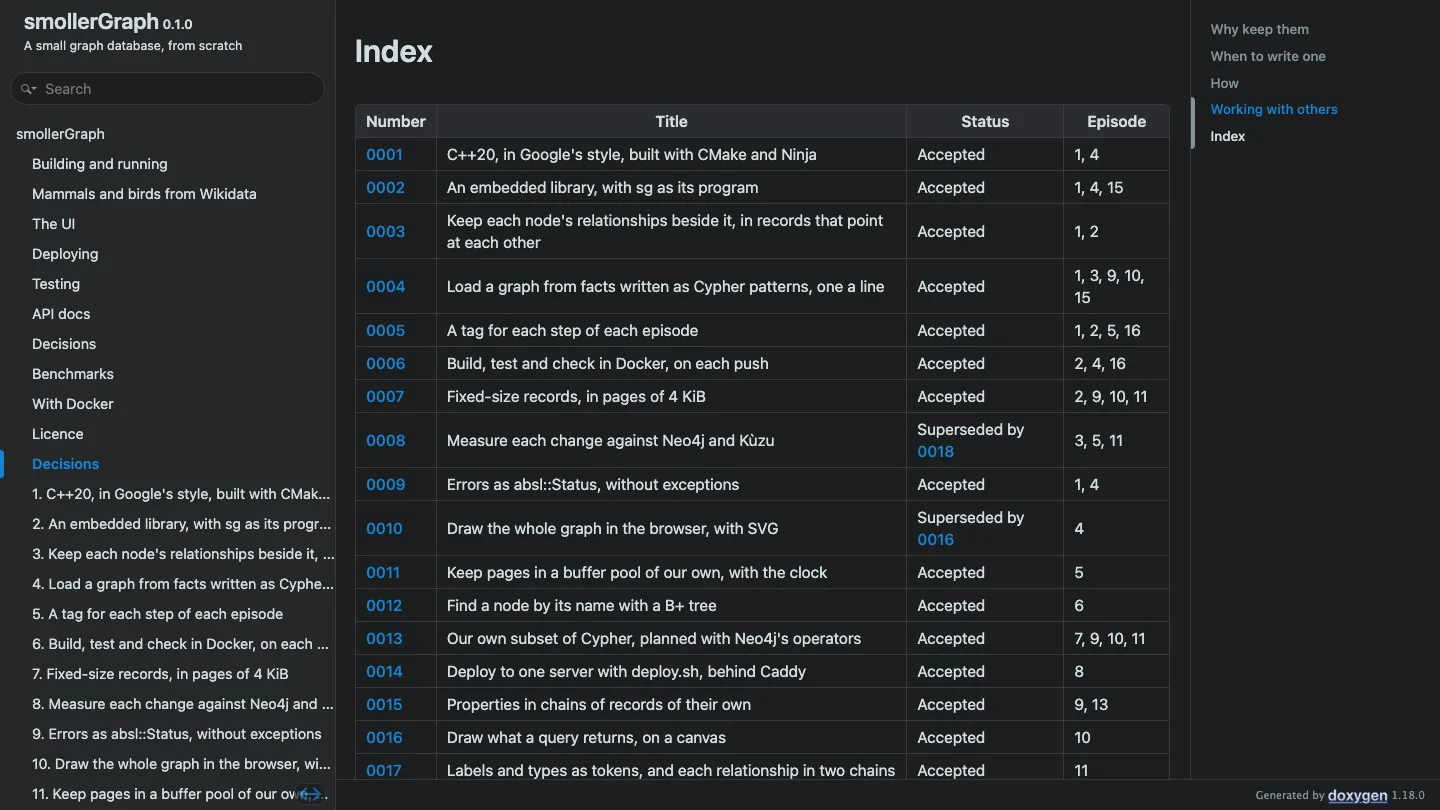 smollerGraph 0.1.0
A small graph database, from scratch
Search
smollerGraph
Building and running
Mammals and birds from Wikidata
The UI
Deploying
Testing
API docs
Decisions
Benchmarks
With Docker
Licence
Decisions
1. C++20, in Google's style, built with CMak...
2. An embedded library, with sg as its progr...
3. Keep each node's relationships beside it, ...
4. Load a graph from facts written as Cyphe...
5. A tag for each step of each episode
6. Build, test and check in Docker, on each ...
7. Fixed-size records, in pages of 4 KiB
8. Measure each change against Neo4j and ...
9. Errors as absl::Status, without exceptions
10. Draw the whole graph in the browser, wi...
11. Keep pages in a buffer pool of our
Index
Number Title Status Episode
0001 C++20, in Google's style, built with CMake and Ninja Accepted 1, 4
0002 An embedded library, with sg as its program Accepted 1, 4, 15
0003 Keep each node's relationships beside it, in records that point
at each other Accepted 1, 2
0004 Load a graph from facts written as Cypher patterns, one a line Accepted 1, 3, 9, 10,
15
0005 A tag for each step of each episode Accepted 1, 2, 5, 16
0006 Build, test and check in Docker, on each push Accepted 2, 4, 16
0007 Fixed-size records, in pages of 4 KiB Accepted 2, 9, 10, 11
0008 Measure each change against Neo4j and Kùzu Superseded by
0018 3, 5, 11
0009 Errors as absl::Status, without exceptions Accepted 1, 4
0010 Draw the whole graph in the browser, with SVG Superseded by
0016 4
0011 Keep pages in a buffer pool of our own, with the clock Accepted 5
0012 Find a node by its name with a B+ tree Accepted 6
0013 Our own subset of Cypher, planned with Neo4j's operators Accepted 7, 9, 10, 11
0014 Deploy to one server with deploy.sh, behind Caddy Accepted 8
0015 Properties in chains of records of their own Accepted 9, 13
0016 Draw what a query returns, on a canvas Accepted 10
0017 Labels and types as tokens, and each relationship in two chains Accepted 11
Why keep them
When to write one
How
Working with others
Index
Generated by doxygen 1.18.0